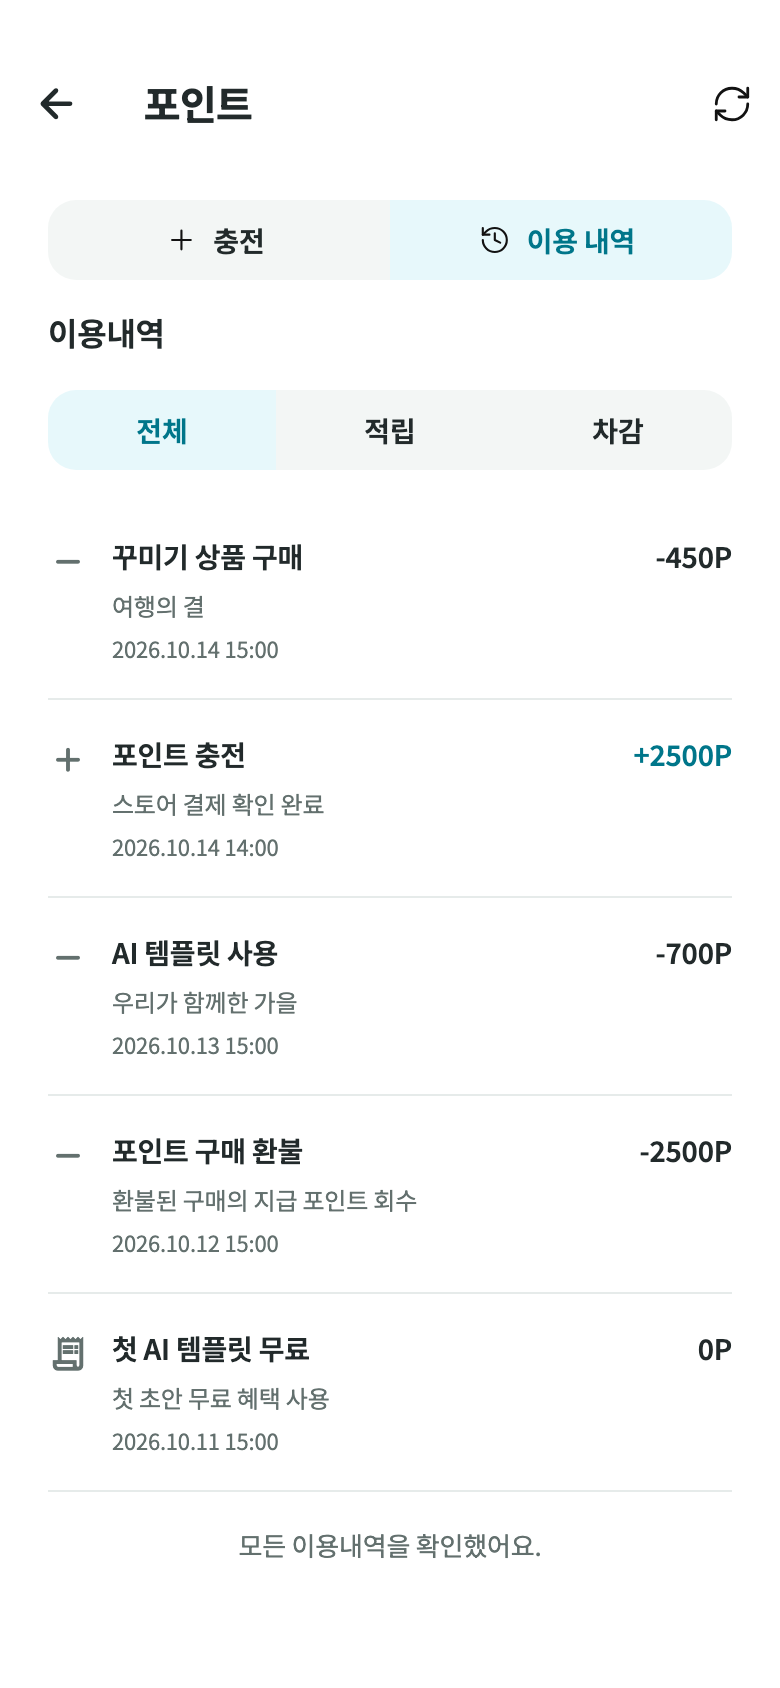 포인트
충전
이용 내역
이용내역
전체
적립
차감
꾸미기 상품 구매
-450P
여행의 결
2026.10.14 15:00
포인트 충전
+2500P
스토어 결제 확인 완료
2026.10.14 14:00
AI 템플릿 사용
-700P
우리가 함께한 가을
2026.10.13 15:00
포인트 구매 환불
-2500P
환불된 구매의 지급 포인트 회수
2026.10.12 15:00
첫 AI 템플릿 무료
0P
첫 초안 무료 혜택 사용
2026.10.11 15:00
모든 이용내역을 확인했어요.